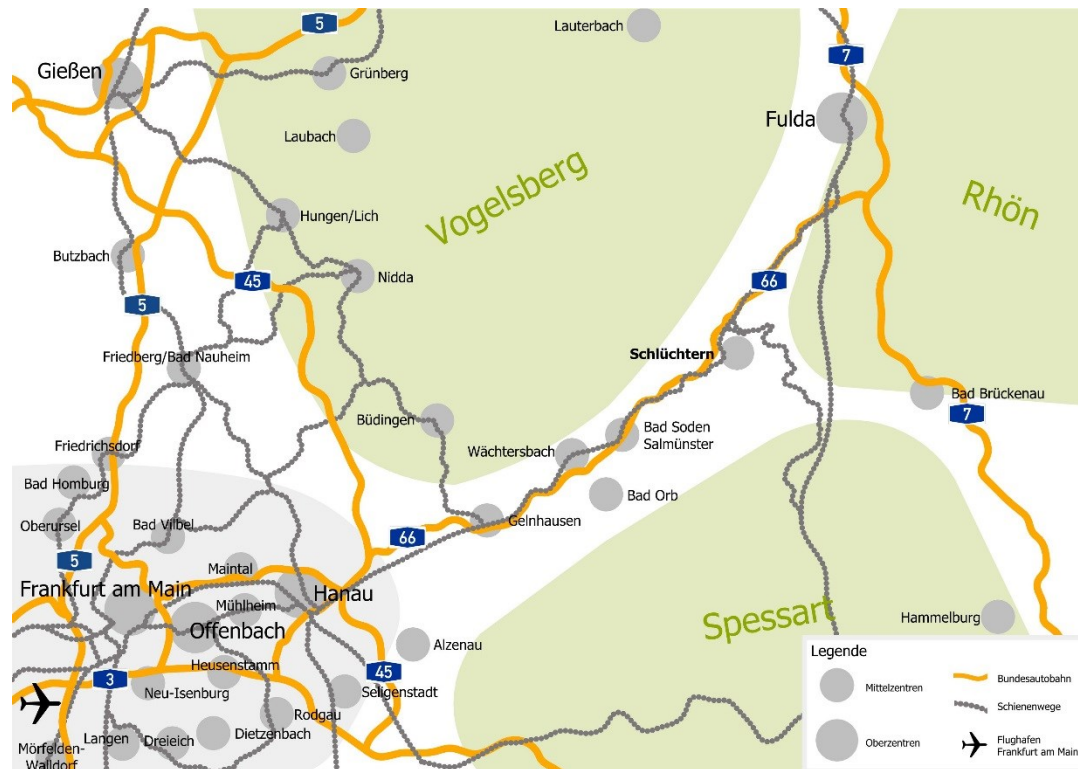 5
Lauterbach
7
Gießen
Grünberg
Fulda
Laubach
Vogelsberg
Rhön
Hungen/Lich
Butzbach
45
Nidda
66
5
Friedberg/Bad Nauheim
Schlüchtern
Bad Brückenau
7
Büdingen
Bad Soden
Salmünster
Friedrichsdorf
Wächtersbach
Bad Homburg
Bad Orb
Oberursel
Bad Vilbel
Gelnhausen
66
5
Maintal
Frankfurt am Main
Hanau
Mühlheim
Spessart
Hammelburg
Offenbach
Alzenau
Legende
Heusenstamm
45
3
Neu-Isenburg
Seligenstadt
Mittelzentren
Bundesautobahn
Rodgau
Schienenwege
Dietzenbach
Langen
Dreieich
Mörfelden-
Walldorf
Oberzentren
Flughafen
Frankfurt am Main